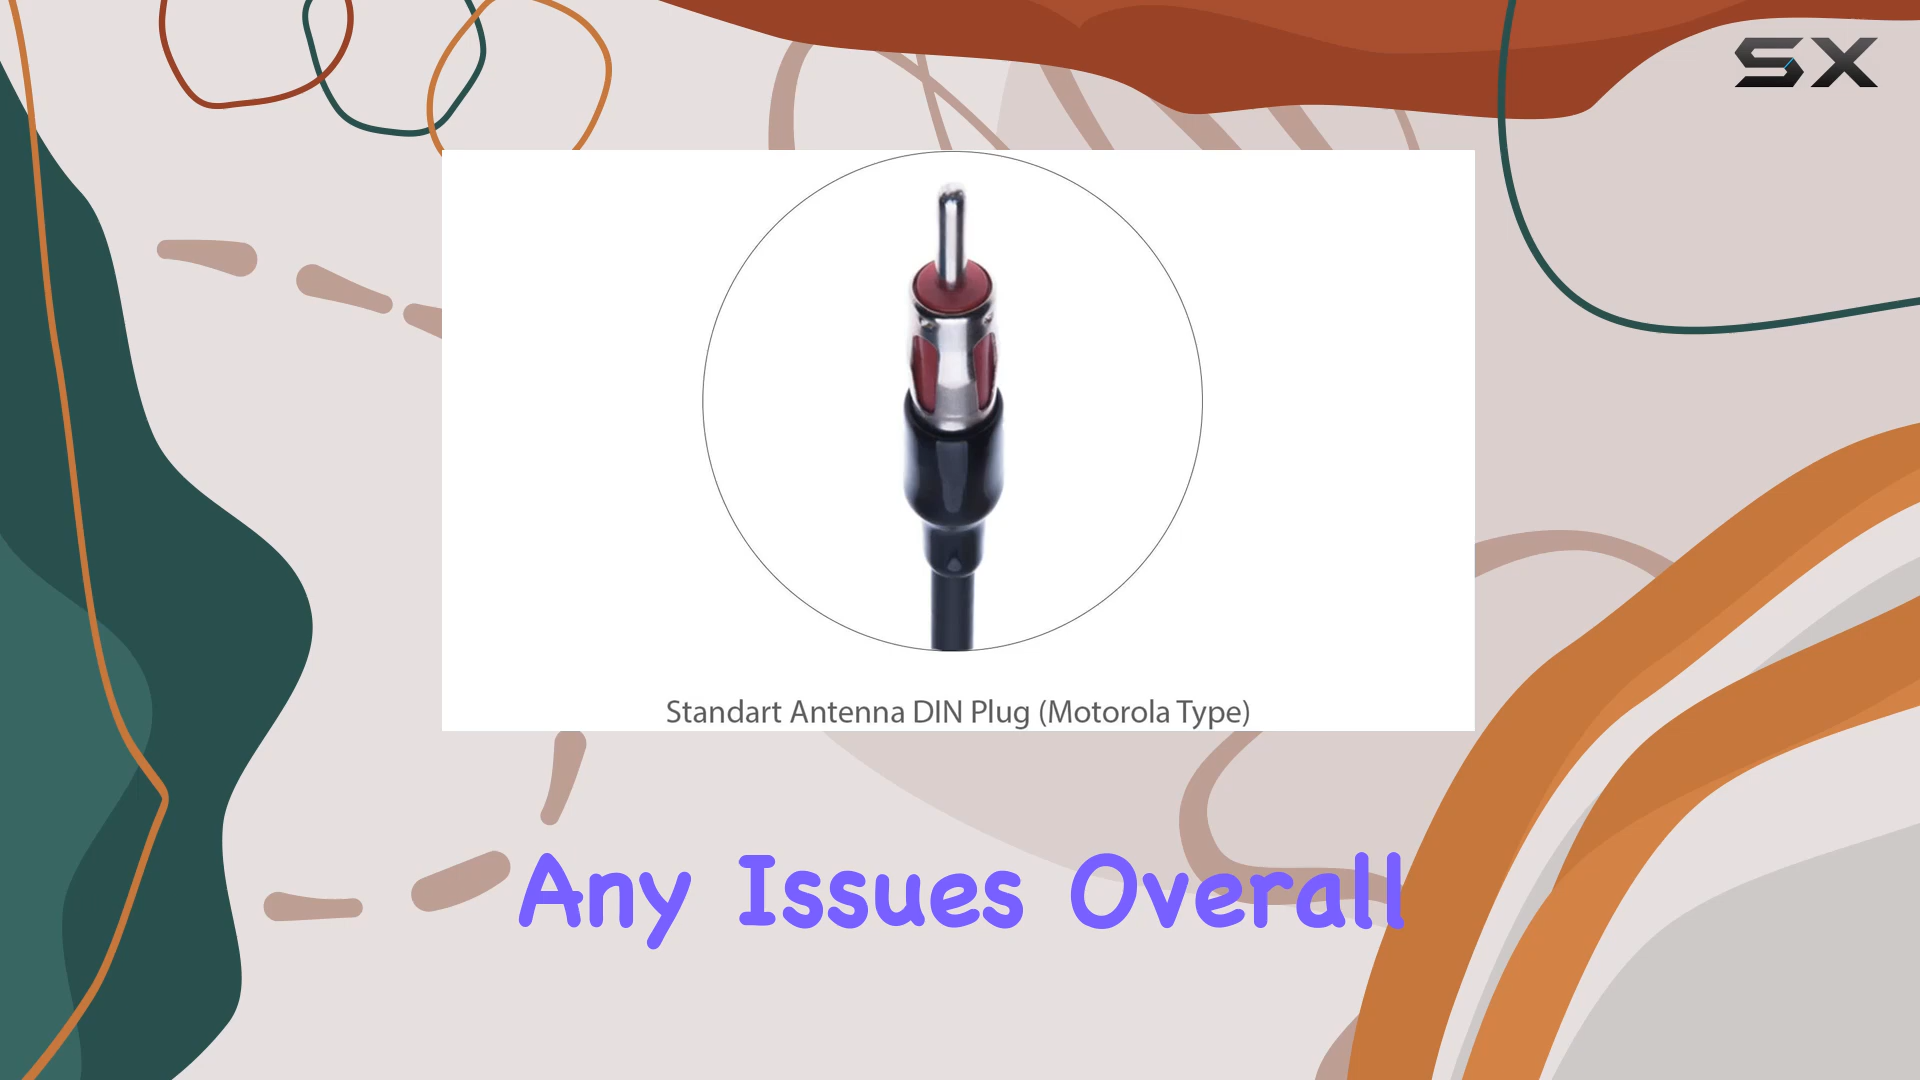 SX
Standart Antenna DIN Plug (Motorola Type)
Any Issues Overall